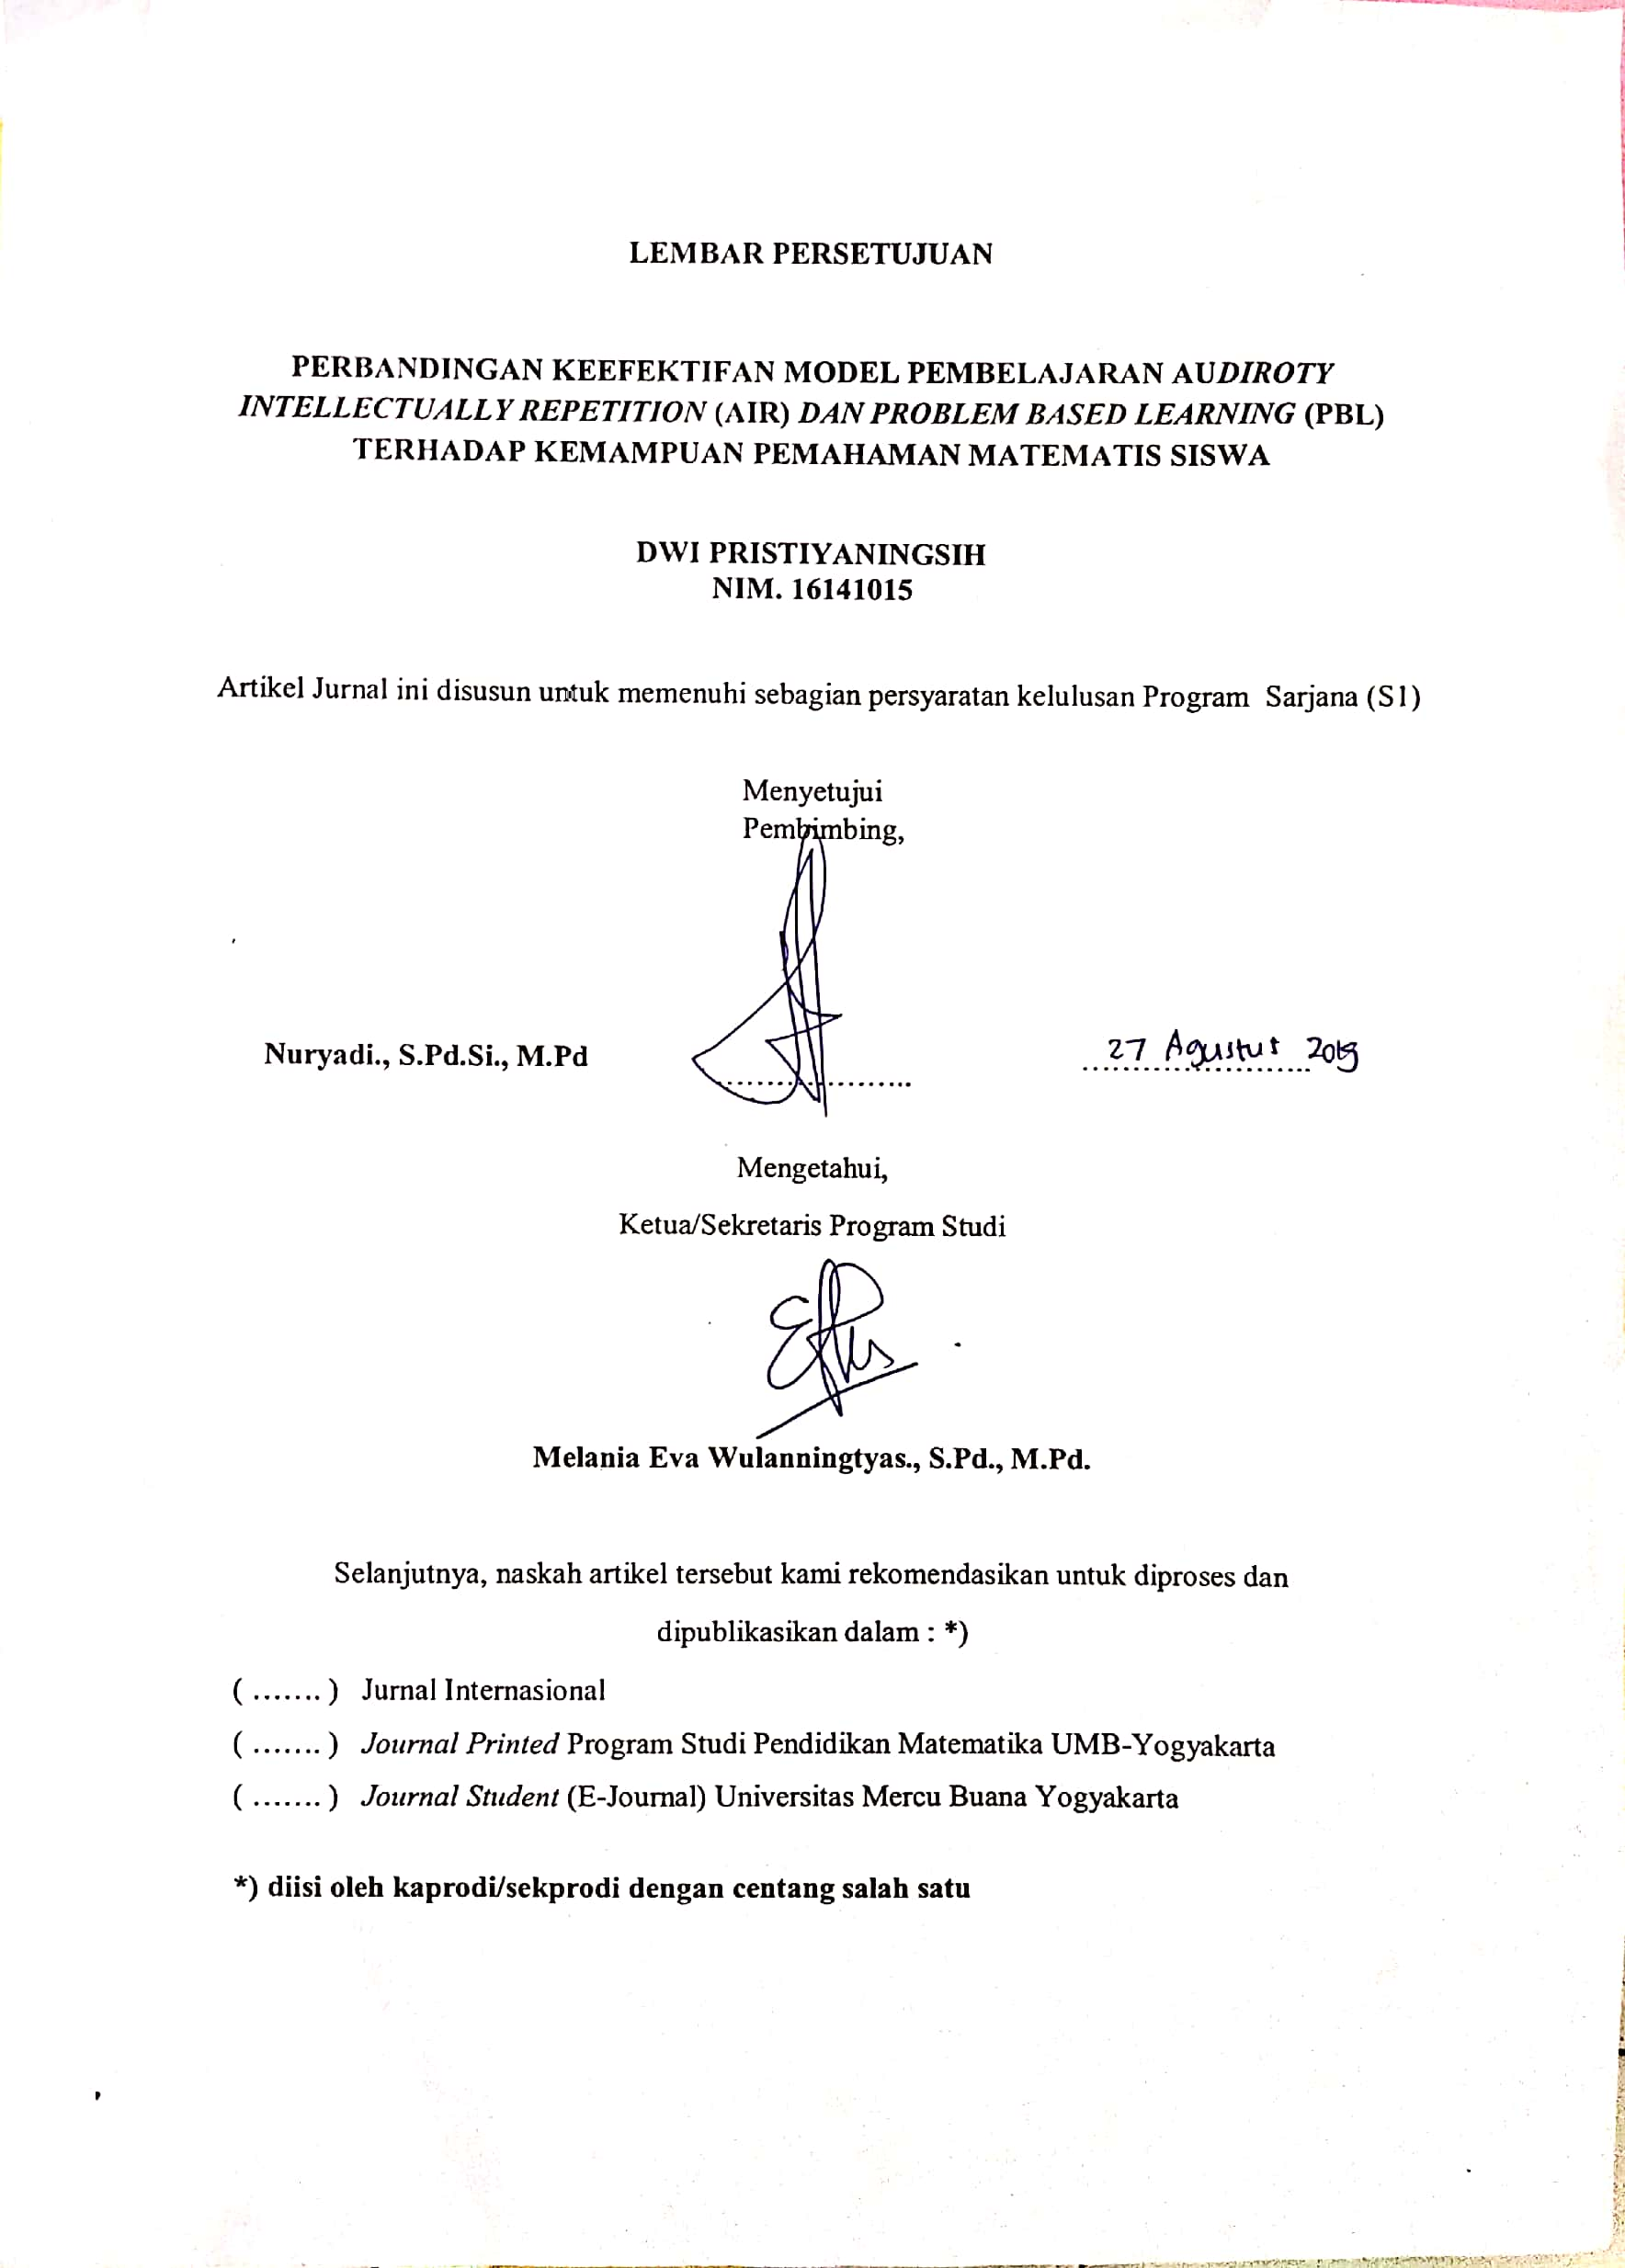 LEMBAR PERSETUJUAN
PERBANDINGAN KEEFEKTIFAN MODEL PEMBELAJARAN AUDIROTY
INTELLECTUALLY REPETITION (AIR) DAN PROBLEM BASED LEARNING (PBL)
TERHADAP KEMAMPUAN PEMAHAMAN MATEMATIS SISWA
DWI PRISTIYANINGSIH
NIM. 16141015
Artikel Jurnal ini disusun untuk memenuhi sebagian persyaratan kelulusan Program Sarjana (S1)
Menyetujui
Pembimbing,
Nuryadi., S.Pd.Si., M.Pd ...................... 27 Agustus 2019
Mengetahui,
Ketua/Sekretaris Program Studi
Melania Eva Wulanningtyas., S.Pd., M.Pd.
Selanjutnya, naskah artikel tersebut kami rekomendasikan untuk diproses dan
dipublikasikan dalam : *)
( ....... ) Jurnal Internasional
( ....... ) Journal Printed Program Studi Pendidikan Matematika UMB-Yogyakarta
( ....... ) Journal Student (E-Journal) Universitas Mercu Buana Yogyakarta
*) diisi oleh kaprodi/sekprodi dengan centang salah satu